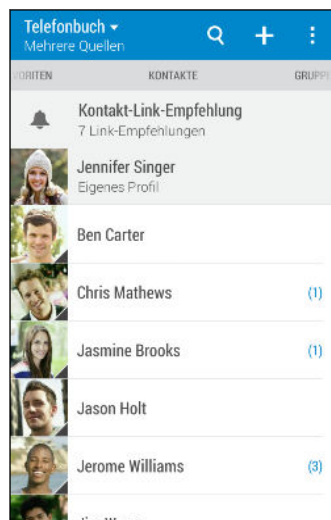 Telefonbuch
Mehrere Quellen
ORITEN KONTAKTE GRUPP
Kontakt-Link-Empfehlung
7 Link-Empfehlungen
Jennifer Singer
Eigenes Profil
Ben Carter
Chris Mathews (1)
Jasmine Brooks (1)
Jason Holt
Jerome Williams (3)